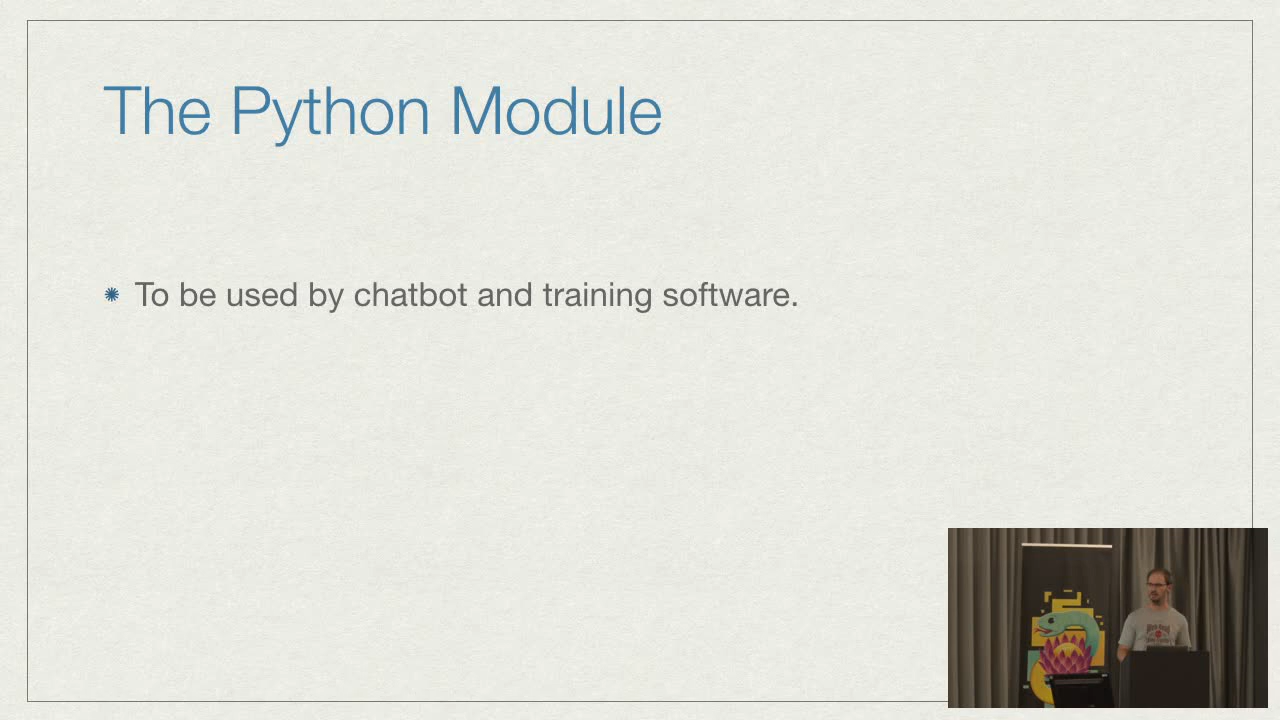 The Python Module
To be used by chatbot and training software.